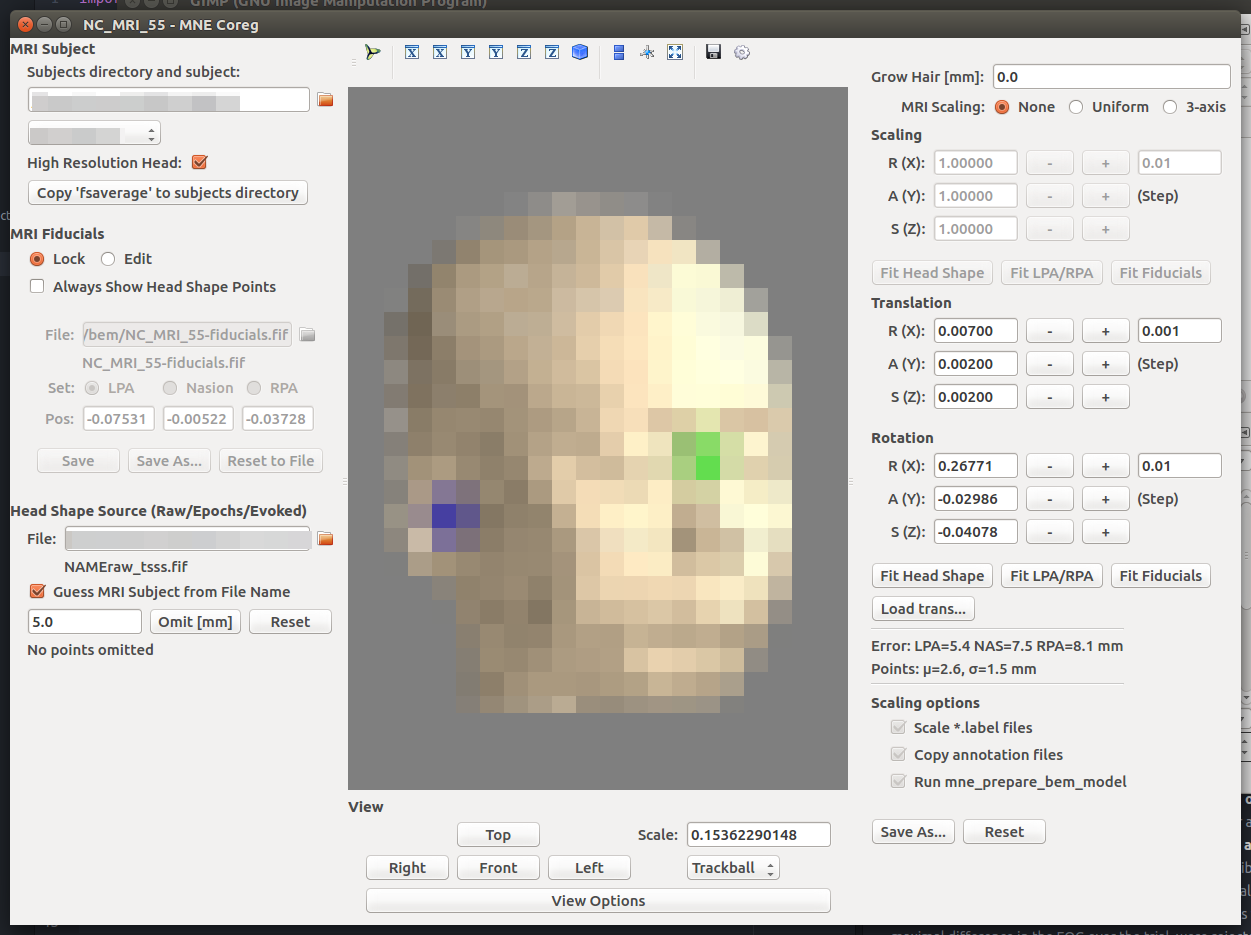 impor
GIMP (GNU Image Manipulation Program)
NC_MRI_55 - MNE Coreg
MRI Subject
Subjects directory and subject:
High Resolution Head:
Copy 'fsaverage' to subjects directory
MRI Fiducials
Lock Edit
Always Show Head Shape Points
File: /bem/NC_MRI_55-fiducials.fif
NC_MRI_55-fiducials.fif
Set: LPA Nasion RPA
Pos: -0.07531 -0.00522 -0.03728
Save Save As... Reset to File
Head Shape Source (Raw/Epochs/Evoked)
File:
NAMEraw_tsss.fif
Guess MRI Subject from File Name
5.0 Omit [mm] Reset
No points omitted
X X Y Y Z Z
View
Top Scale: 0.15362290148
Right Front Left Trackball
View Options
Grow Hair [mm]: 0.0
MRI Scaling: None Uniform 3-axis
Scaling
R (X): 1.00000 - + 0.01
A (Y): 1.00000 - + (Step)
S (Z): 1.00000 - +
Fit Head Shape Fit LPA/RPA Fit Fiducials
Translation
R (X): 0.00700 - + 0.001
A (Y): 0.00200 - + (Step)
S (Z): 0.00200 - +
Rotation
R (X): 0.26771 - + 0.01
A (Y): -0.02986 - + (Step)
S (Z): -0.04078 - +
Fit Head Shape Fit LPA/RPA Fit Fiducials
Load trans...
Error: LPA=5.4 NAS=7.5 RPA=8.1 mm
Points: μ=2.6, σ=1.5 mm
Scaling options
Scale *.label files
Copy annotation files
Run mne_prepare_bem_model
Save As... Reset